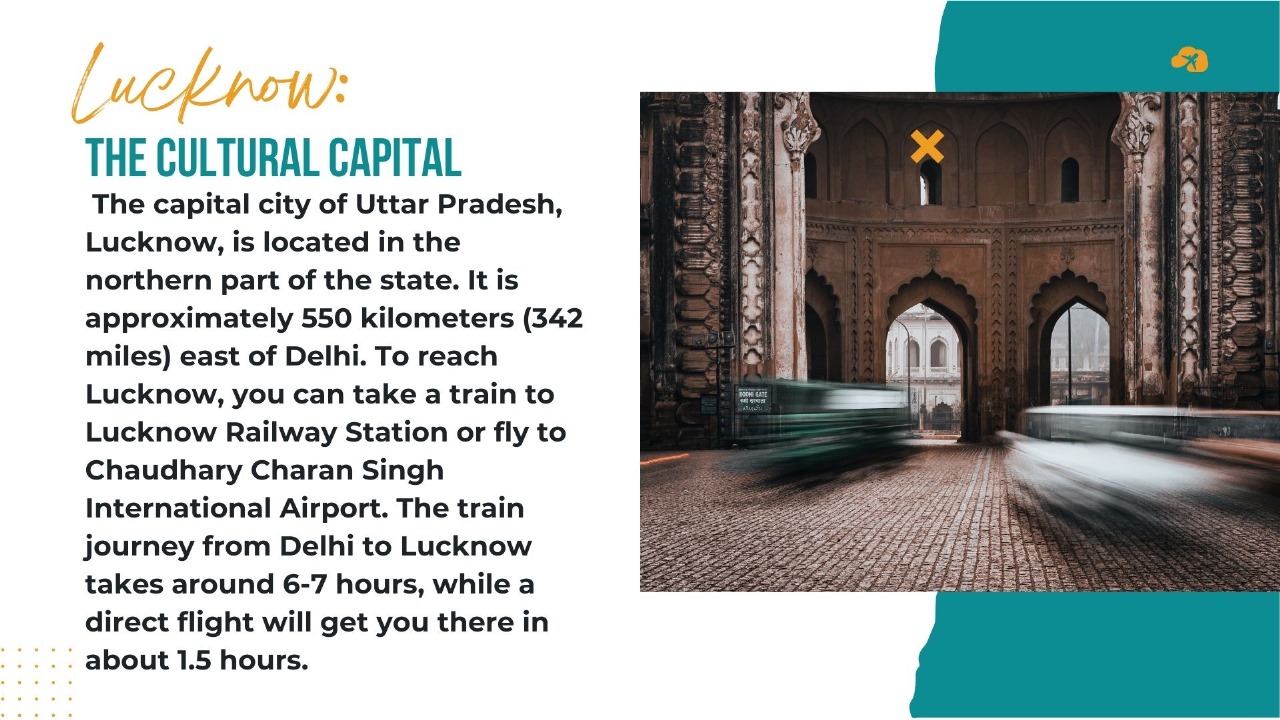 Lucknow:
THE CULTURAL CAPITAL
The capital city of Uttar Pradesh,
Lucknow, is located in the
northern part of the state. It is
approximately 550 kilometers (342
miles) east of Delhi. To reach
Lucknow, you can take a train to
Lucknow Railway Station or fly to
Chaudhary Charan Singh
International Airport. The train
journey from Delhi to Lucknow
takes around 6-7 hours, while a
direct flight will get you there in
about 1.5 hours.
GATE